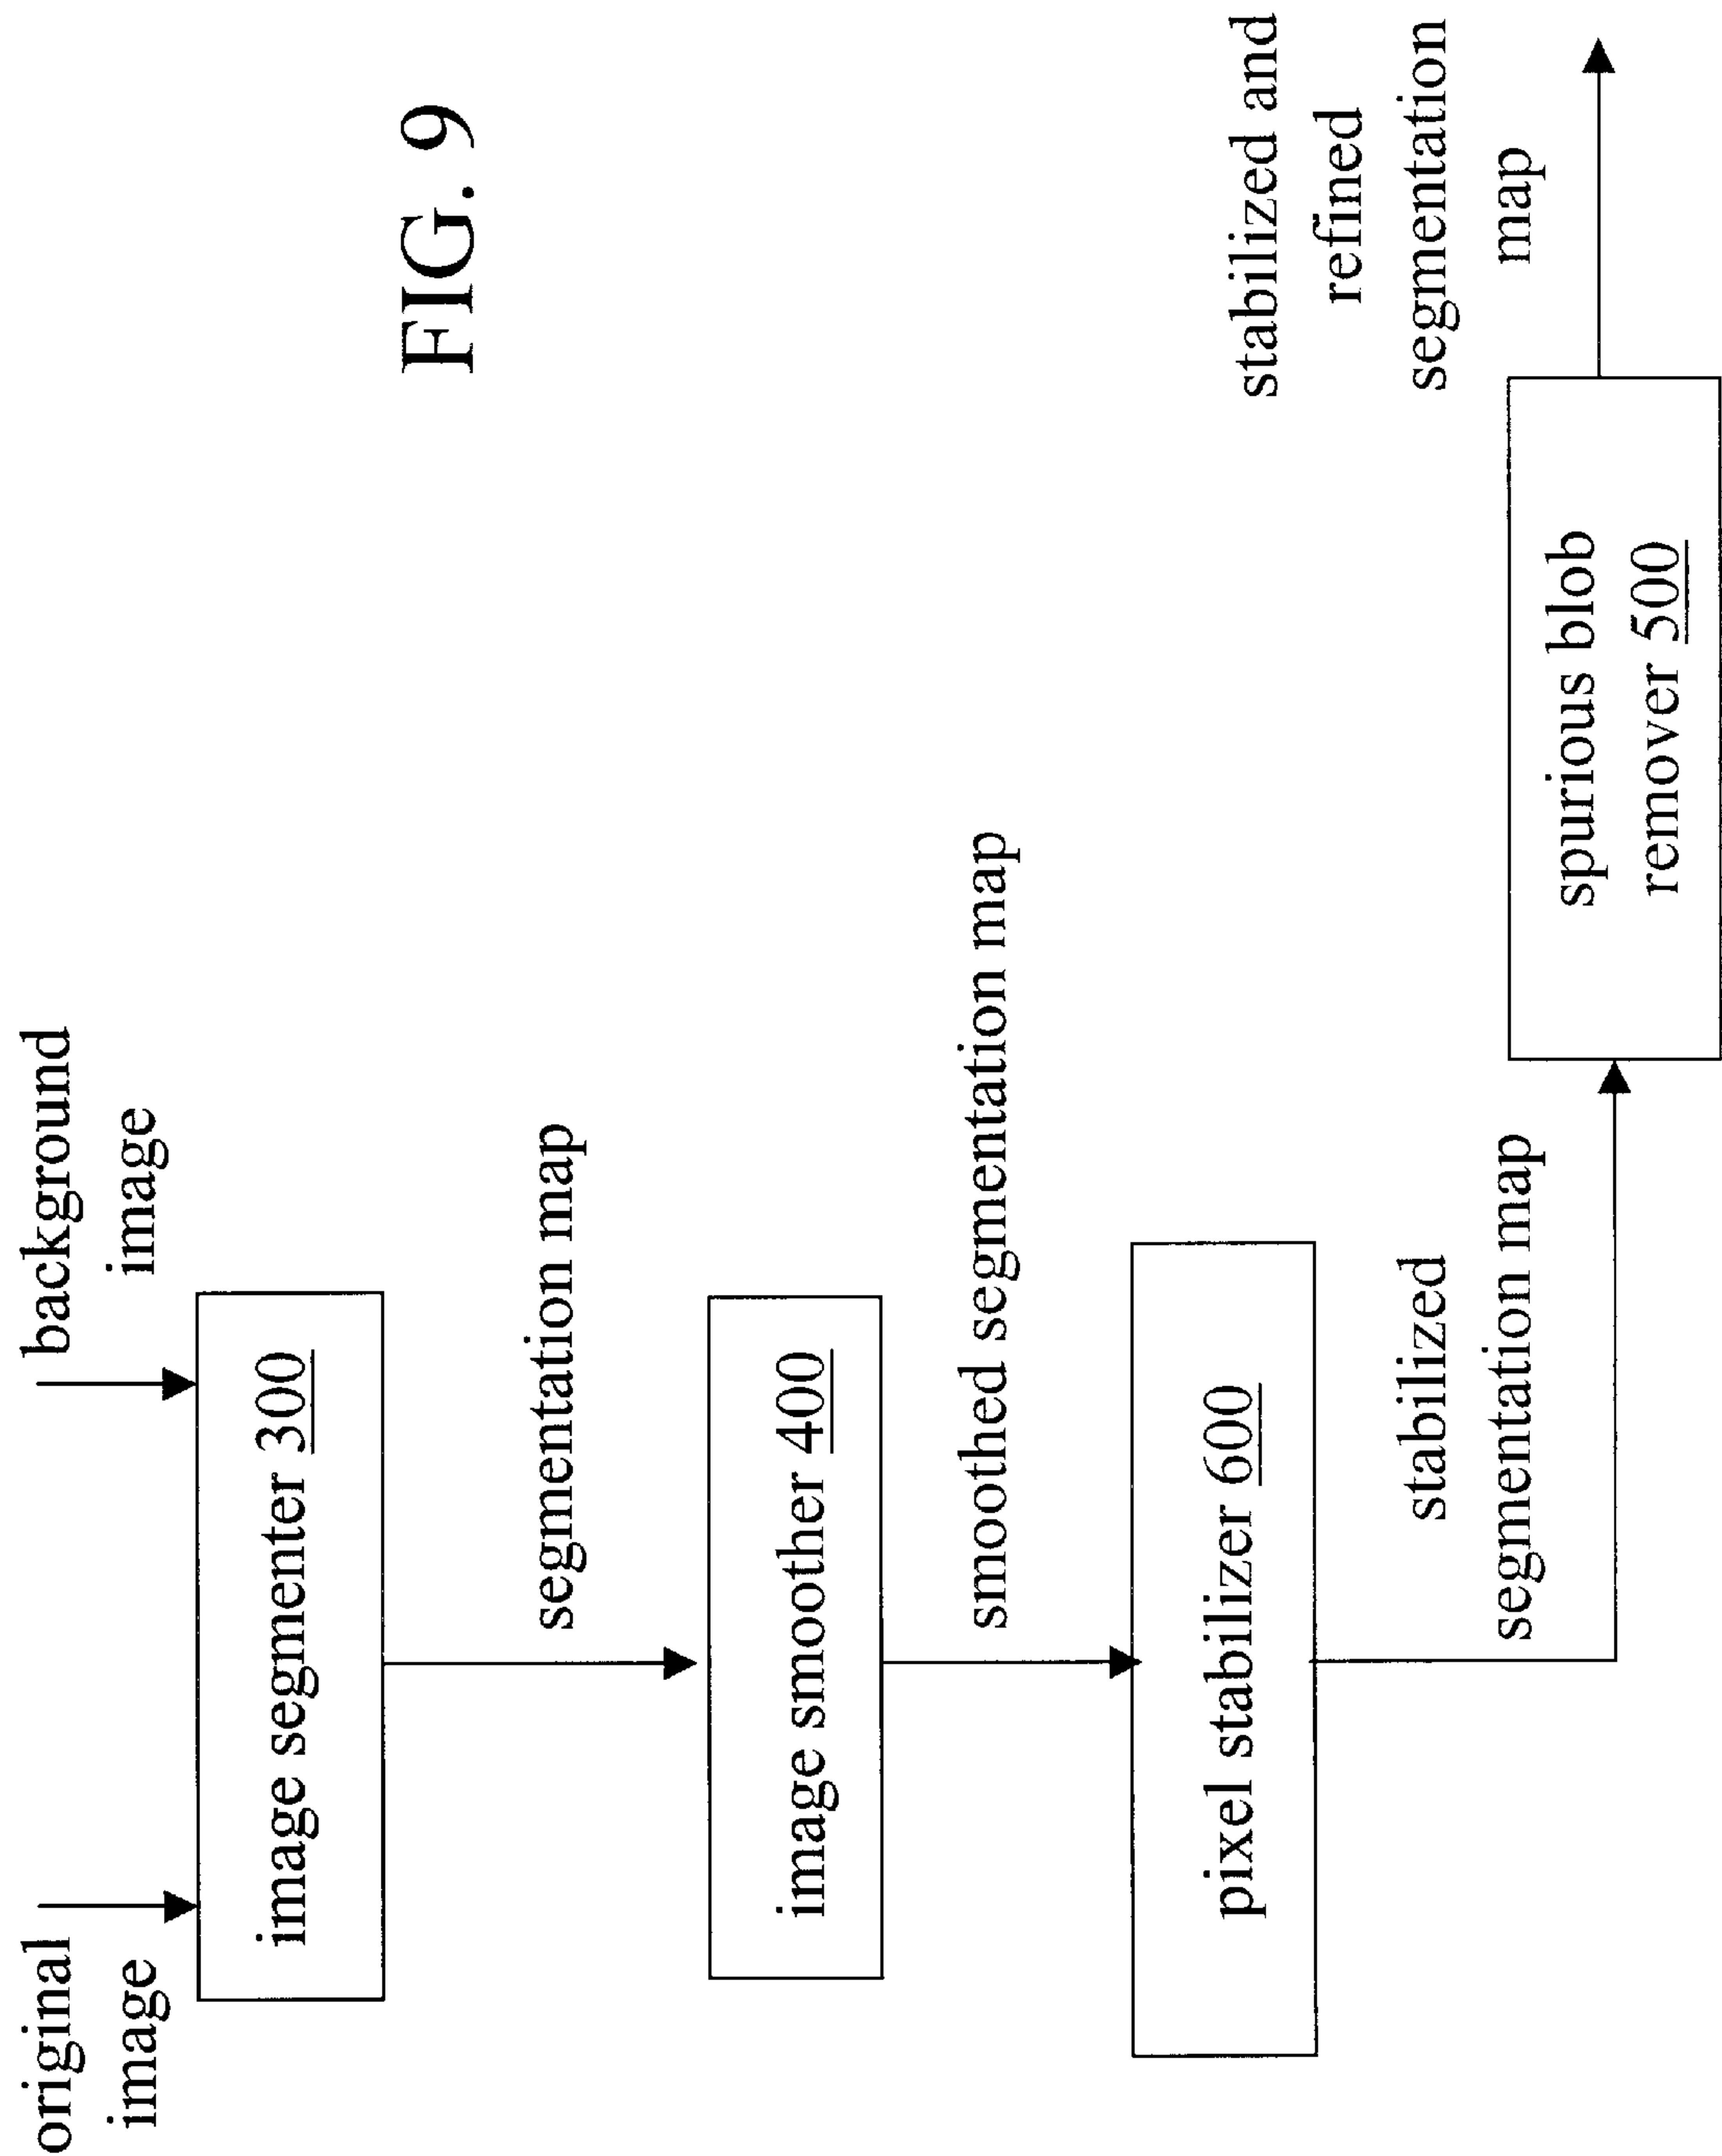 FIG. 9
original
image
background
image
image segmenter 300
segmentation map
image smoother 400
smoothed segmentation map
pixel stabilizer 600
stabilized
segmentation map
spurious blob
remover 500
stabilized and
refined
segmentation
map